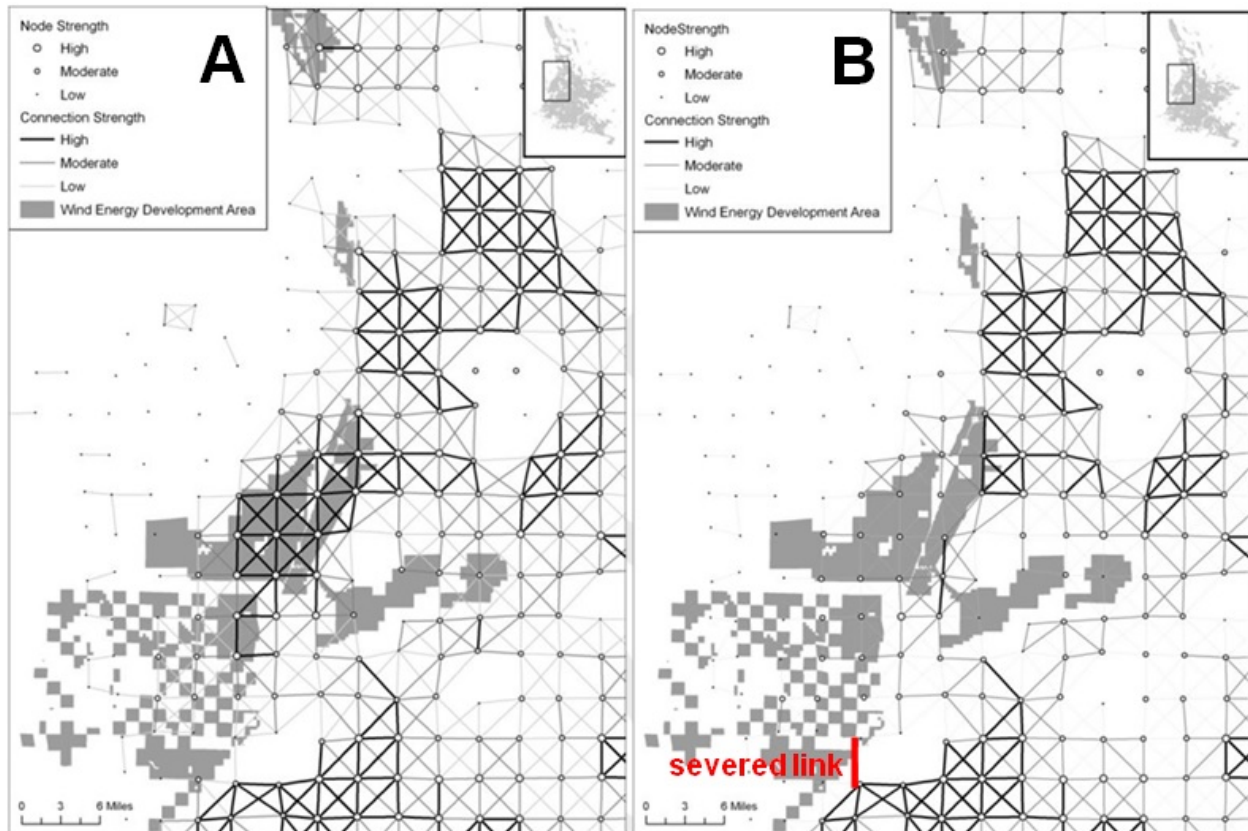 Node Strength
High
Moderate
Low
Connection Strength
High
Moderate
Low
Wind Energy Development Area
A
0 3 6 Miles
NodeStrength
High
Moderate
Low
Connection Strength
High
Moderate
Low
Wind Energy Development Area
B
severed link
0 3 6 Miles